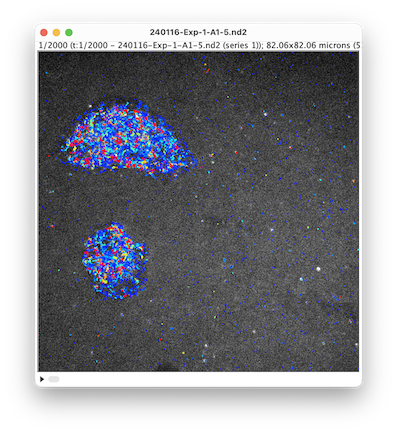 240116-Exp-1-A1-5.nd2
1/2000 (t:1/2000 - 240116-Exp-1-A1-5.nd2 (series 1)); 82.06x82.06 microns (5